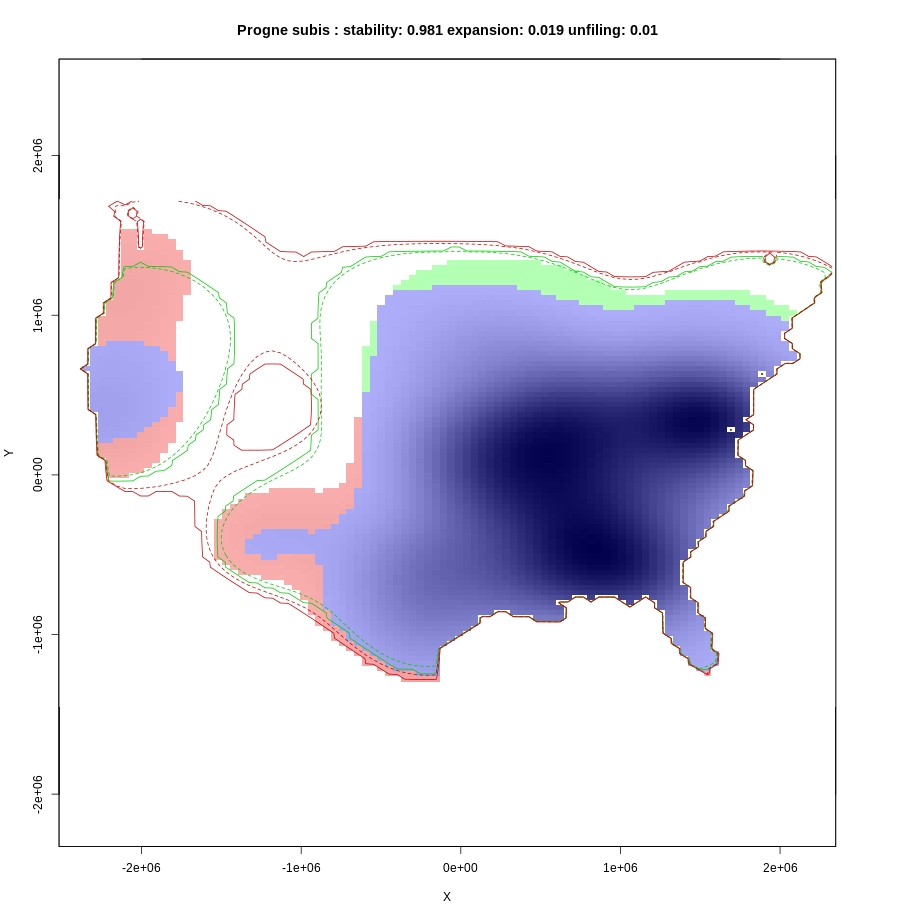 Progne subis : stability: 0.981 expansion: 0.019 unfiling: 0.01
2e+06
1e+06
Y
0e+00
-1e+06
-2e+06
-2e+06 -1e+06 0e+00 1e+06 2e+06
X